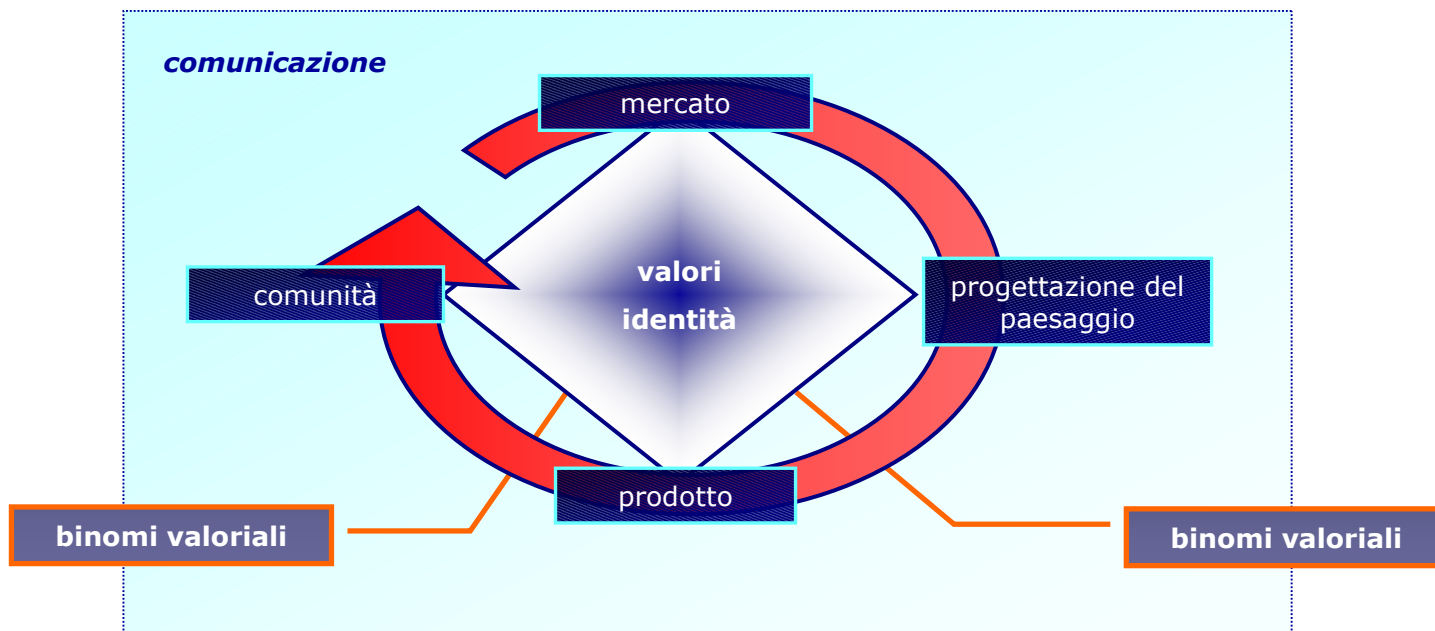 comunicazione
mercato
valori
identità
comunità
progettazione del
paesaggio
prodotto
binomi valoriali
binomi valoriali